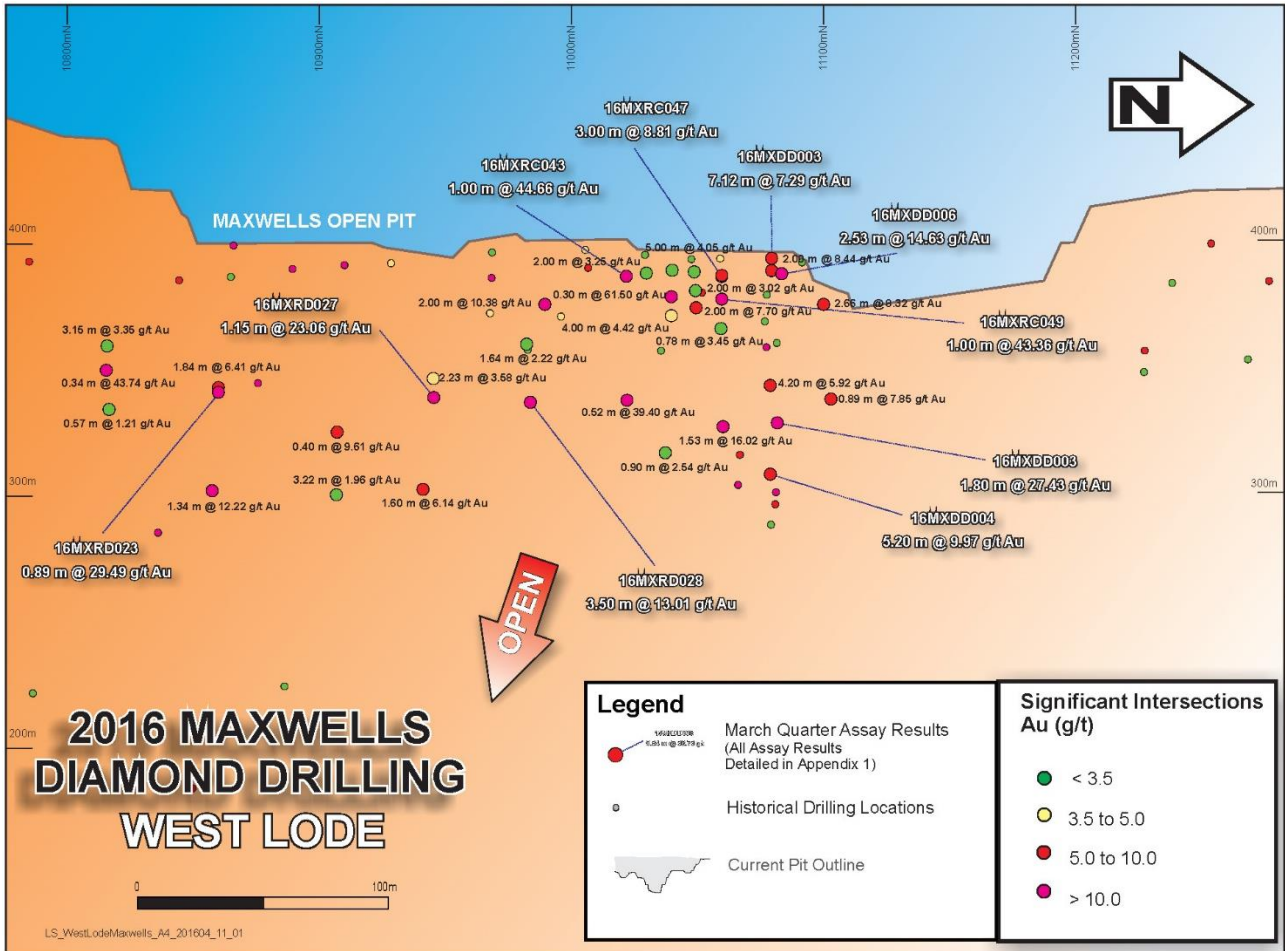 10800mN
10900mN
11000mN
11100mN
11200mN
N
16MXRC047
3.00 m @ 8.81 g/t Au
16MXRC043
1.00 m @ 44.66 g/t Au
16MXDD003
7.12 m @ 7.29 g/t Au
16MXDD006
2.53 m @ 14.63 g/t Au
MAXWELLS OPEN PIT
400m
400m
5.00 m @ 4.05 g/t Au
2.00 m @ 3.25 g/t Au
2.00 m @ 8.44 g/t Au
16MXRD027
1.15 m @ 23.06 g/t Au
2.00 m @ 10.38 g/t Au
0.30 m @ 61.50 g/t Au
2.00 m @ 3.02 g/t Au
2.00 m @ 7.70 g/t Au
2.66 m @ 8.32 g/t Au
16MXRC049
1.00 m @ 43.36 g/t Au
4.00 m @ 4.42 g/t Au
0.78 m @ 3.45 g/t Au
3.16 m @ 3.35 g/t Au
1.64 m @ 2.22 g/t Au
1.84 m @ 6.41 g/t Au
0.34 m @ 43.74 g/t Au
2.23 m @ 3.58 g/t Au
4.20 m @ 5.92 g/t Au
0.89 m @ 7.85 g/t Au
0.57 m @ 1.21 g/t Au
0.52 m @ 39.40 g/t Au
0.40 m @ 9.61 g/t Au
1.53 m @ 16.02 g/t Au
0.90 m @ 2.54 g/t Au
16MXDD003
1.80 m @ 27.43 g/t Au
3.22 m @ 1.96 g/t Au
300m
300m
1.34 m @ 12.22 g/t Au
1.60 m @ 6.14 g/t Au
16MXDD004
5.20 m @ 9.97 g/t Au
16MXRD023
0.89 m @ 29.49 g/t Au
16MXRD028
3.50 m @ 13.01 g/t Au
OPEN
200m
2016 MAXWELLS
DIAMOND DRILLING
WEST LODE
0
100m
LS_WestLodeMaxwells_A4_201604_11_01
Legend
March Quarter Assay Results
(All Assay Results
Detailed in Appendix 1)
Historical Drilling Locations
Current Pit Outline
Significant Intersections
Au (g/t)
< 3.5
3.5 to 5.0
5.0 to 10.0
> 10.0